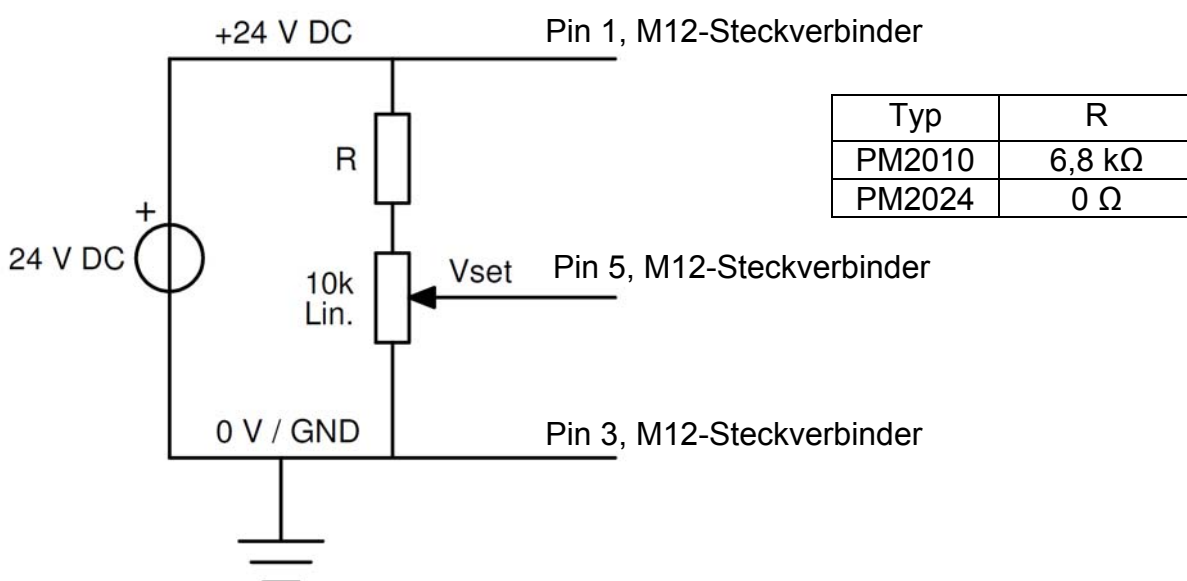 +24 V DC
Pin 1, M12-Steckverbinder
Typ R
PM2010 6,8 kΩ
PM2024 0 Ω
R
+
24 V DC
10k
Lin.
Vset
Pin 5, M12-Steckverbinder
0 V / GND
Pin 3, M12-Steckverbinder